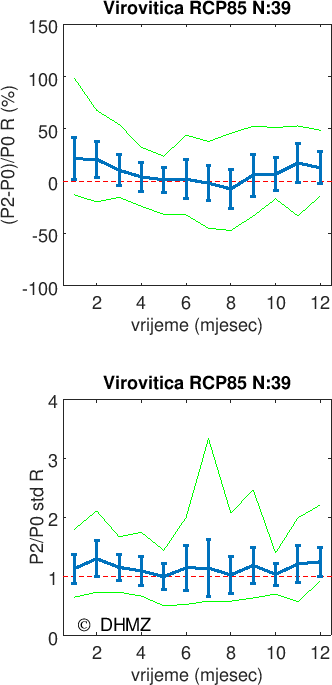 Virovitica RCP85 N:39
150
100
50
0
-50
-100
(P2-P0)/P0 R (%)
2 4 6 8 10 12
vrijeme (mjesec)
Virovitica RCP85 N:39
4
3
2
1
0
P2/P0 std R
© DHMZ
2 4 6 8 10 12
vrijeme (mjesec)